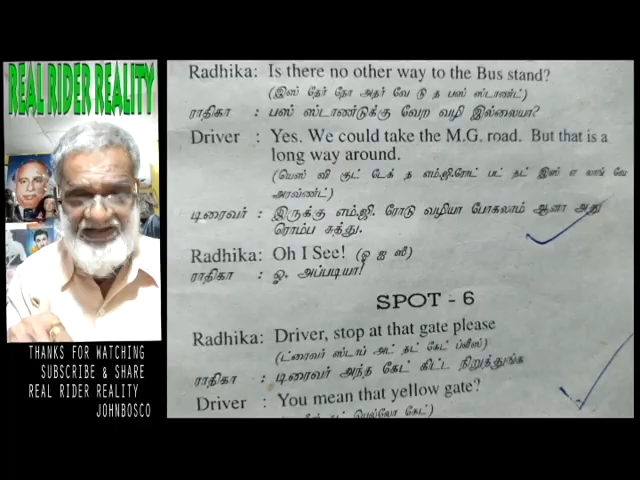 REAL RIDER REALITY
THANKS FOR WATCHING
SUBSCRIBE & SHARE
REAL RIDER REALITY
JOHNBOSCO
Radhika: Is there no other way to the Bus stand?
(இஸ் தேர் நோ அதர் வே டு த பஸ் ஸ்டாண்ட்)
ராதிகா : பஸ் ஸ்டாண்டுக்கு வேற வழி இல்லையா?
Driver : Yes. We could take the M.G. road. But that is a
long way around.
(யெஸ் வி குட் டேக் த எம்.ஜி.ரோட் பட் தட் இஸ் எ லாங் வே
அரவுண்ட்)
டிரைவர் : இருக்கு எம்.ஜி. ரோடு வழியா போகலாம் ஆனா அது
ரொம்ப சுத்து.
Radhika: Oh I See! (ஓ ஐ ஸீ)
ராதிகா : ஓ. அப்படியா!
SPOT - 6
Radhika: Driver, stop at that gate please
(ட்ரைவர் ஸ்டாப் அட் தட் கேட் ப்ளீஸ்)
ராதிகா : டிரைவர் அந்த கேட் கிட்ட நிறுத்துங்க
Driver : You mean that yellow gate?
தட் யெல்லோ கேட்)